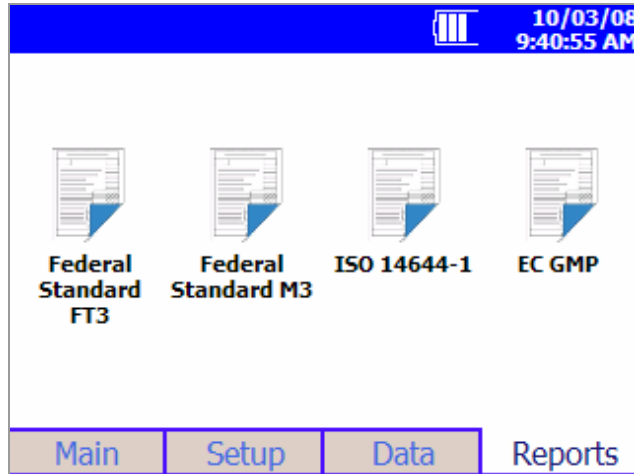 10/03/08
9:40:55 AM
Federal
Standard
FT3
Federal
Standard M3
ISO 14644-1
EC GMP
Main
Setup
Data
Reports